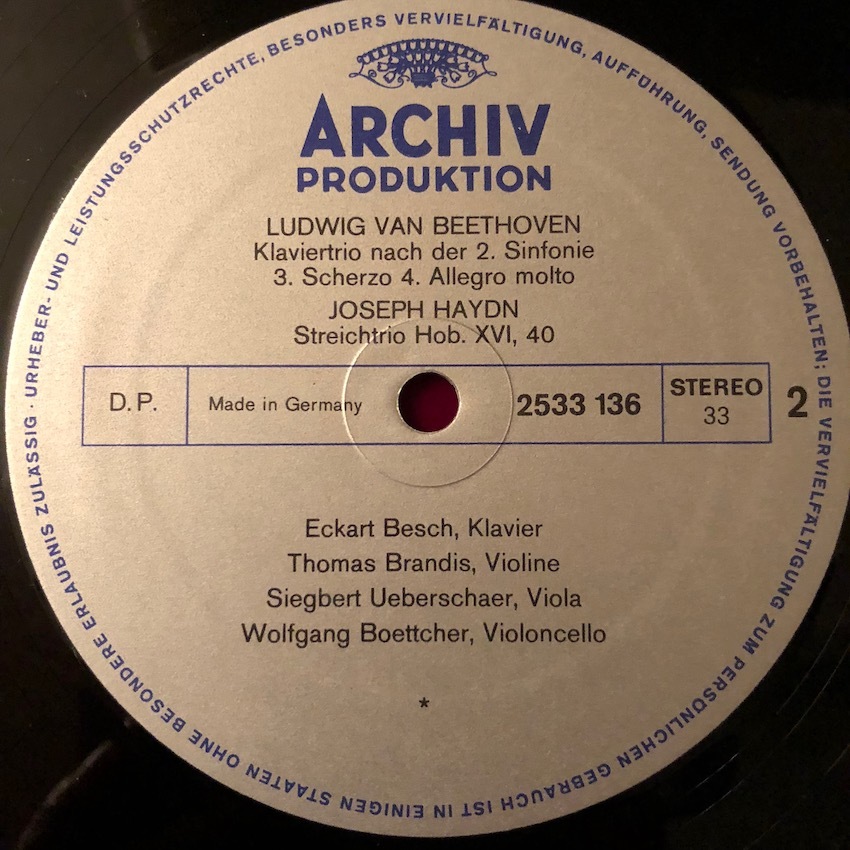 URHEBER- UND LEISTUNGSSCHUTZRECHTE, BESONDERS VERVIELFÄLTIGUNG, AUFFÜHRUNG, SENDUNG VORBEHALTEN; DIE VERVIELFÄLTIGUNG ZUM PERSÖNLICHEN GEBRAUCH IST IN EINIGEN STAATEN OHNE BESONDERE ERLAUBNIS ZULÄSSIG ·
ARCHIV
PRODUKTION
LUDWIG VAN BEETHOVEN
Klaviertrio nach der 2. Sinfonie
3. Scherzo 4. Allegro molto
JOSEPH HAYDN
Streichtrio Hob. XVI, 40
D.P. Made in Germany 2533 136 STEREO 2
33
Eckart Besch, Klavier
Thomas Brandis, Violine
Siegbert Ueberschaer, Viola
Wolfgang Boettcher, Violoncello
*